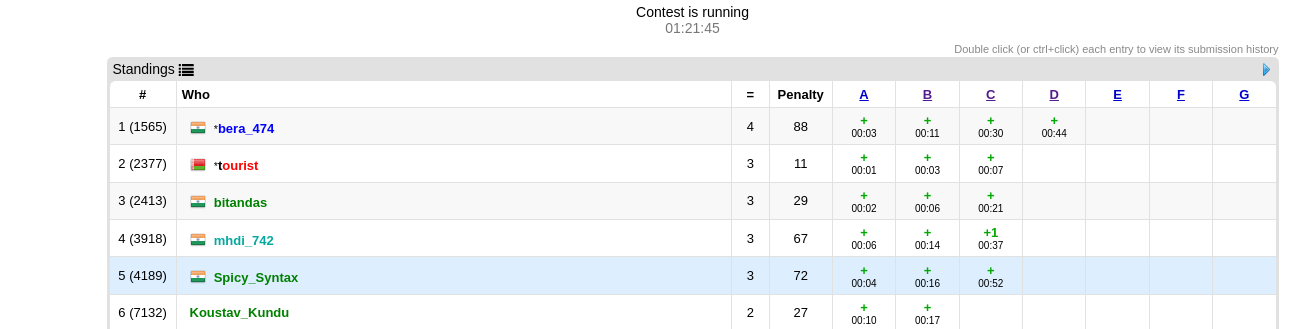 Contest is running
01:21:45
Double click (or ctrl+click) each entry to view its submission history
Standings
# Who = Penalty A B C D E F G
1 (1565) *bera_474 4 88 + + + +
00:03 00:11 00:30 00:44
2 (2377) *tourist 3 11 + + +
00:01 00:03 00:07
3 (2413) bitandas 3 29 + + +
00:02 00:06 00:21
4 (3918) mhdi_742 3 67 + + +1
00:06 00:14 00:37
5 (4189) Spicy_Syntax 3 72 + + +
00:04 00:16 00:52
6 (7132) Koustav_Kundu 2 27 + +
00:10 00:17